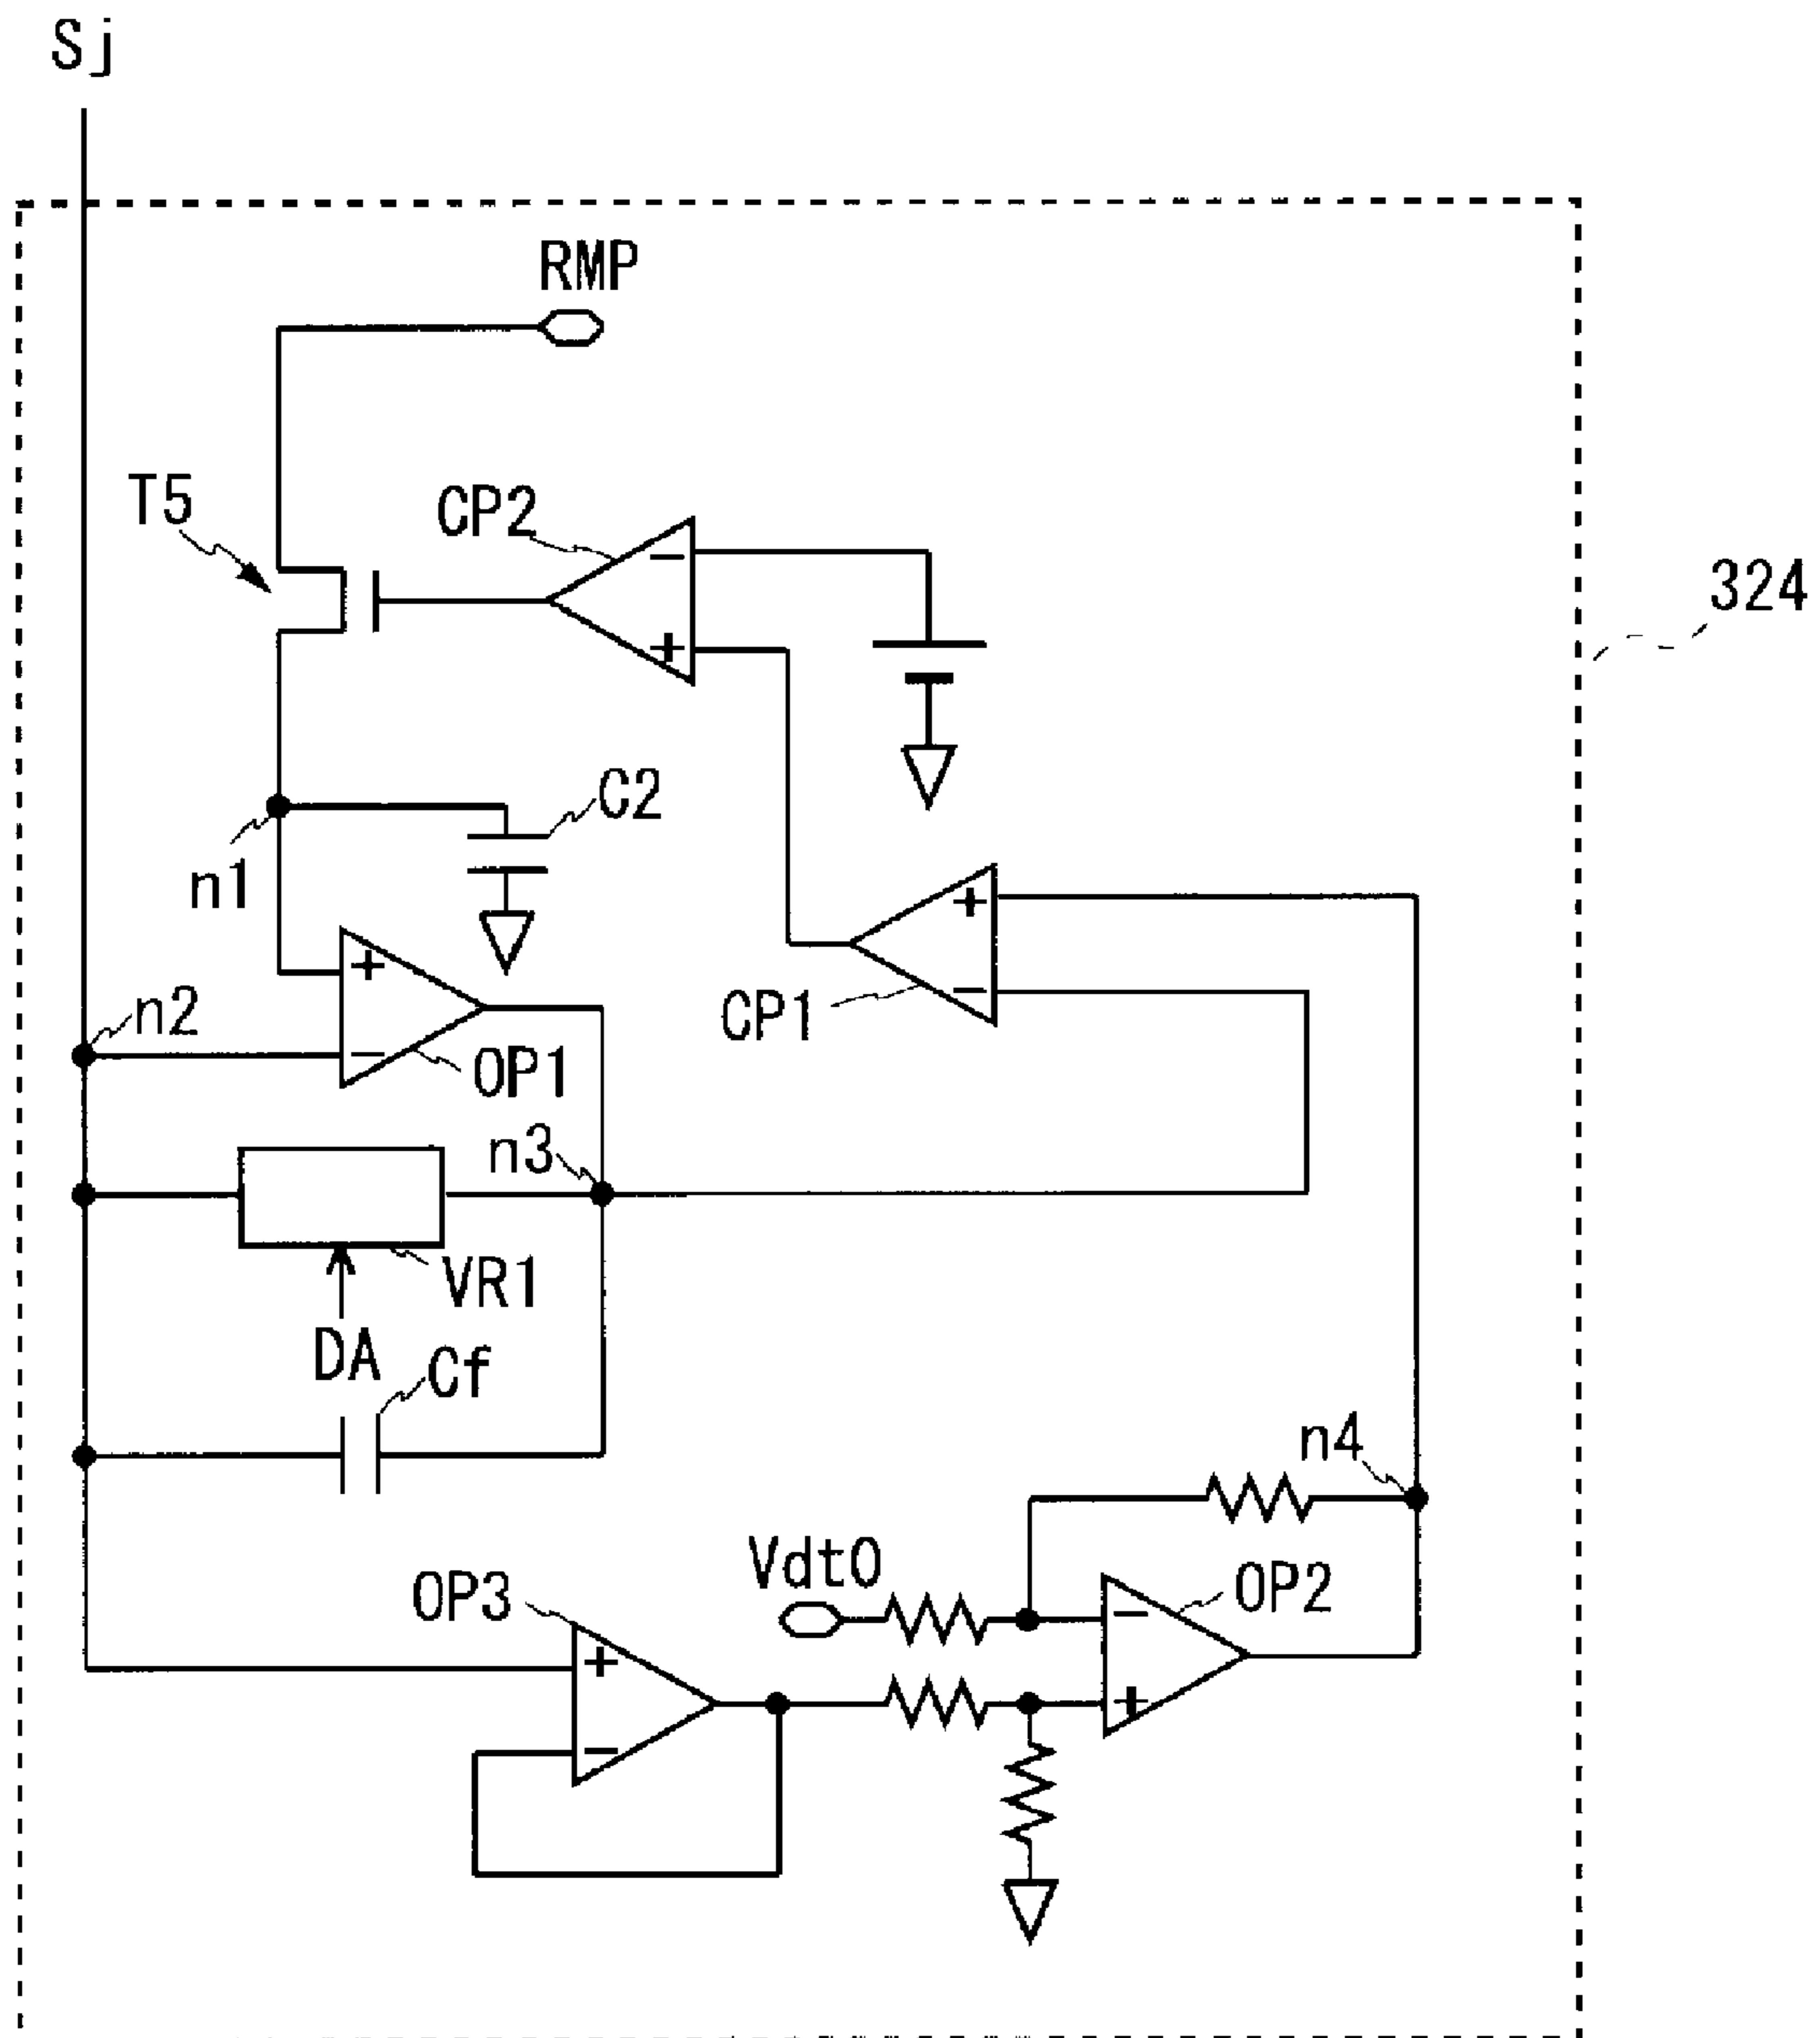 Sj
RMP
T5
CP2
324
C2
n1
n2
OP1
CP1
n3
VR1
DA
Cf
n4
Vdt0
OP3
OP2